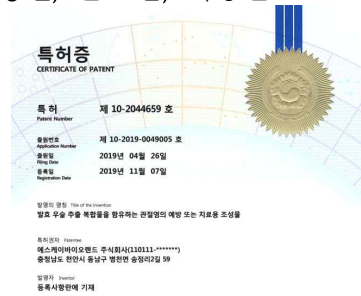 특허증
CERTIFICATE OF PATENT
특 허 제 10-2044659 호
Patent Number
출원번호 제 10-2019-0049005 호
Application Number
출원일 2019년 04월 26일
Filing Date
등록일 2019년 11월 07일
Registration Date
발명의 명칭 Title of the Invention
발효 우슬 추출 복합물을 함유하는 관절염의 예방 또는 치료용 조성물
특허권자 Patentee
에스케이바이오랜드 주식회사(110111-*******)
충청남도 천안시 동남구 병천면 송정리2길 59
발명자 Inventor
등록사항란에 기재